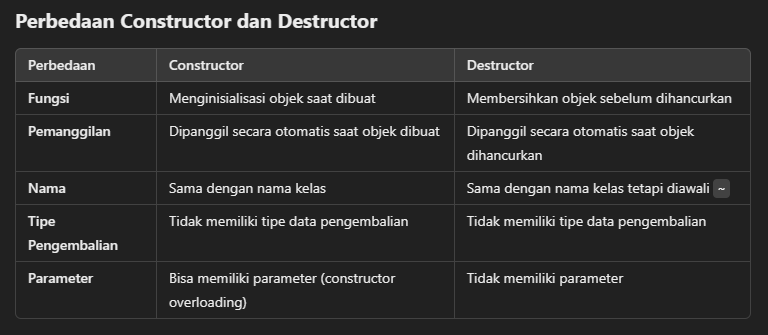 Perbedaan Constructor dan Destructor
Perbedaan Constructor Destructor
Fungsi Menginisialisasi objek saat dibuat Membersihkan objek sebelum dihancurkan
Pemanggilan Dipanggil secara otomatis saat objek dibuat Dipanggil secara otomatis saat objek
dihancurkan
Nama Sama dengan nama kelas Sama dengan nama kelas tetapi diawali ~
Tipe Tidak memiliki tipe data pengembalian Tidak memiliki tipe data pengembalian
Pengembalian
Parameter Bisa memiliki parameter (constructor Tidak memiliki parameter
overloading)